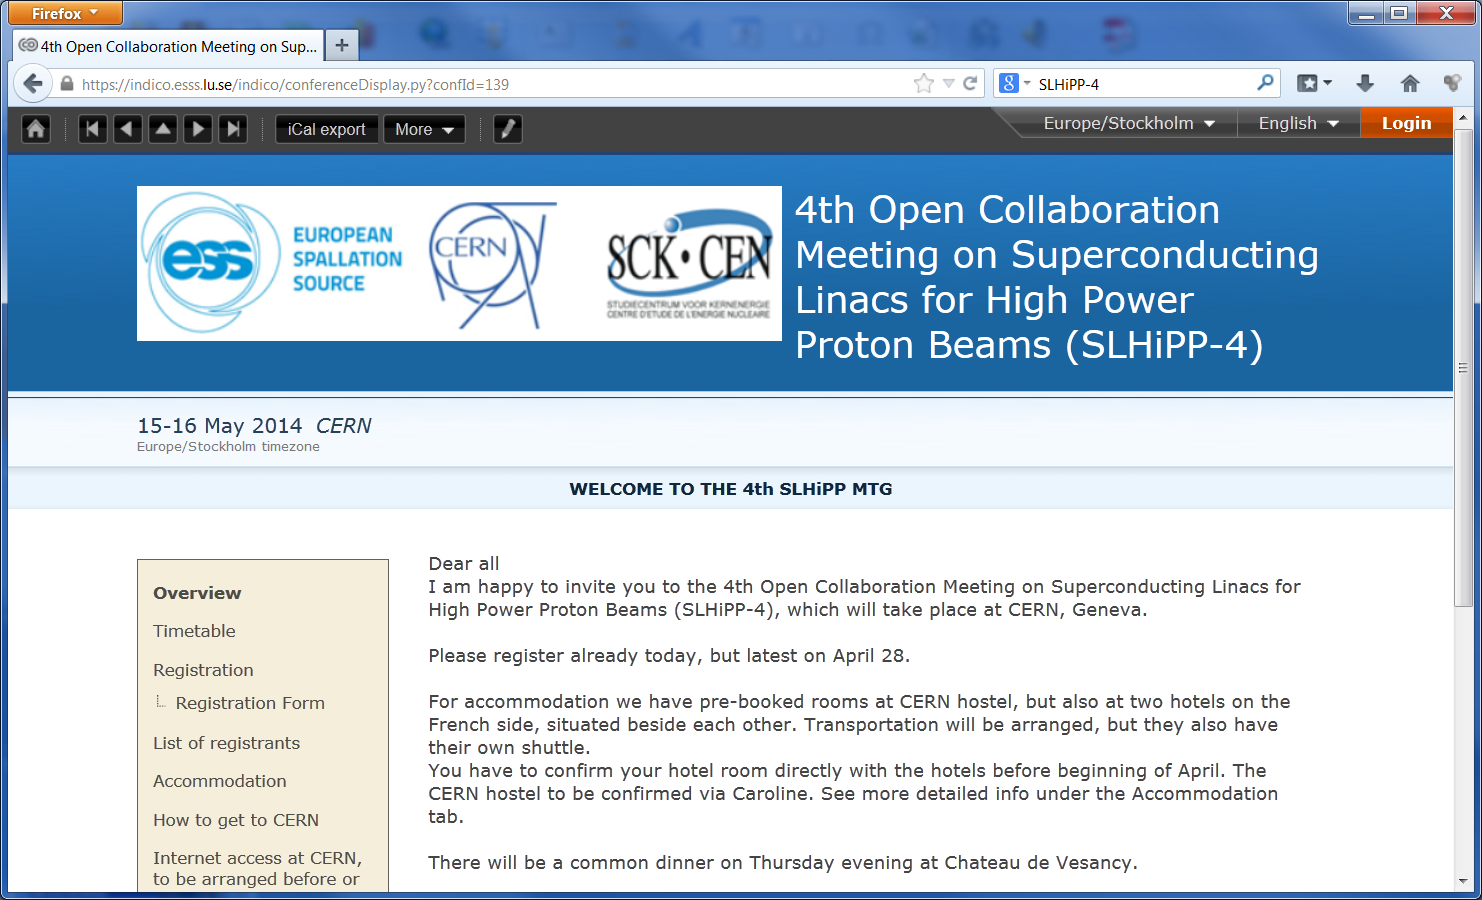 Firefox
4th Open Collaboration Meeting on Sup...
https://indico.esss.lu.se/indico/conferenceDisplay.py?confId=139
SLHiPP-4
iCal export
More
Europe/Stockholm
English
Login
ess
EUROPEAN
SPALLATION
SOURCE
CERN
SCK•CEN
STUDIECENTRUM VOOR KERNENERGIE
CENTRE D'ETUDE DE L'ENERGIE NUCLEAIRE
4th Open Collaboration
Meeting on Superconducting
Linacs for High Power
Proton Beams (SLHiPP-4)
15-16 May 2014 CERN
Europe/Stockholm timezone
WELCOME TO THE 4th SLHiPP MTG
Overview
Timetable
Registration
Registration Form
List of registrants
Accommodation
How to get to CERN
Internet access at CERN,
to be arranged before or
Dear all
I am happy to invite you to the 4th Open Collaboration Meeting on Superconducting Linacs for
High Power Proton Beams (SLHiPP-4), which will take place at CERN, Geneva.
Please register already today, but latest on April 28.
For accommodation we have pre-booked rooms at CERN hostel, but also at two hotels on the
French side, situated beside each other. Transportation will be arranged, but they also have
their own shuttle.
You have to confirm your hotel room directly with the hotels before beginning of April. The
CERN hostel to be confirmed via Caroline. See more detailed info under the Accommodation
tab.
There will be a common dinner on Thursday evening at Chateau de Vesancy.